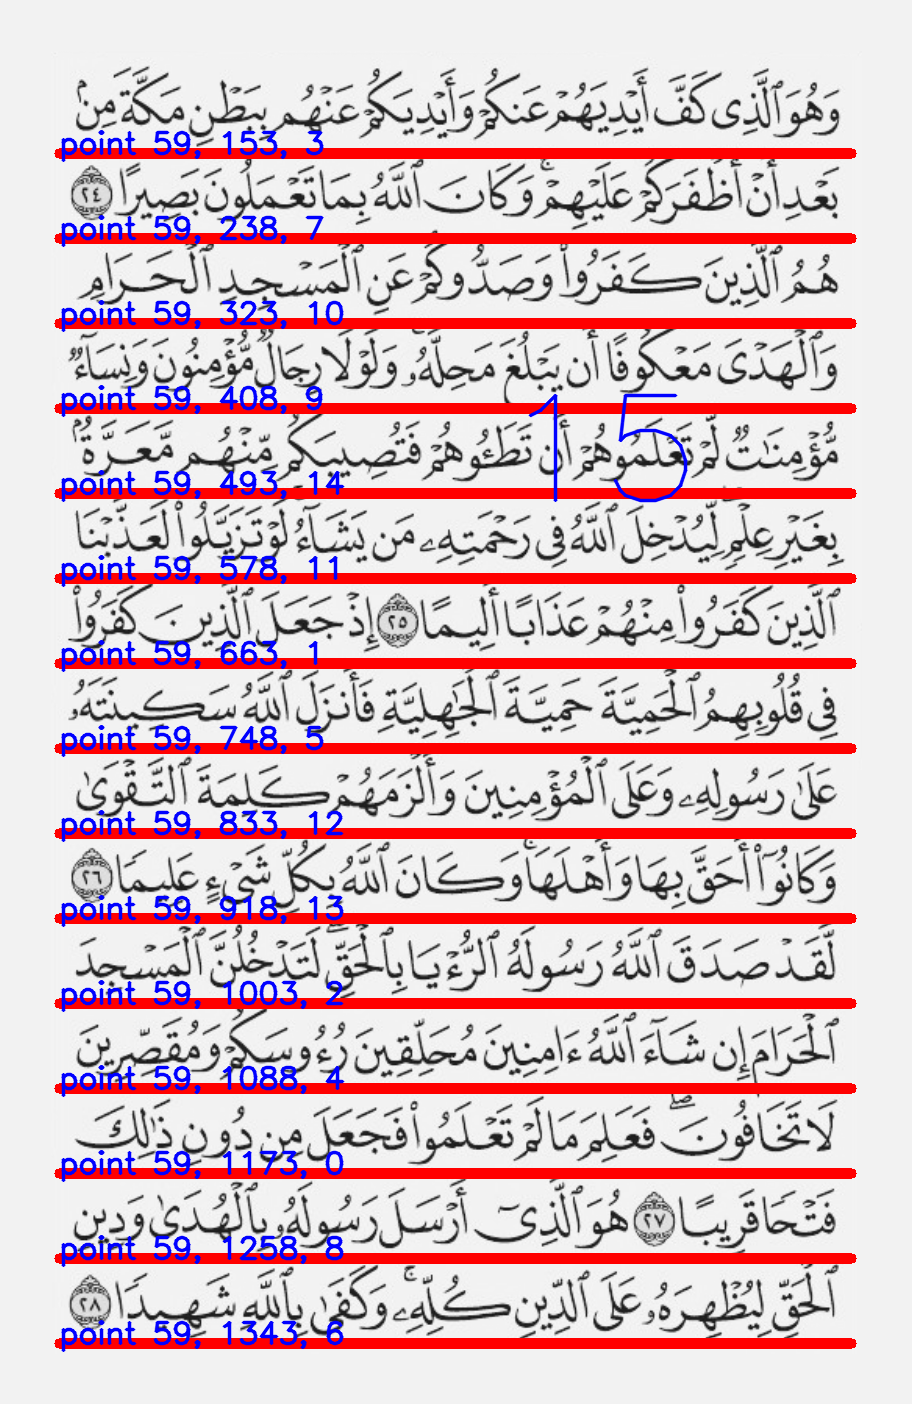 وَهُوَ ٱلَّذِى كَفَّ أَيْدِيَهُمْ عَنكُمْ وَأَيْدِيَكُمْ عَنْهُم بِبَطْنِ مَكَّةَ مِنۢ
point 59, 153, 3
بَعْدِ أَنْ أَظْفَرَكُمْ عَلَيْهِمْ ۚ وَكَانَ ٱللَّهُ بِمَا تَعْمَلُونَ بَصِيرًا ٢٤
point 59, 238, 7
هُمُ ٱلَّذِينَ كَفَرُوا۟ وَصَدُّوكُمْ عَنِ ٱلْمَسْجِدِ ٱلْحَرَامِ
point 59, 323, 10
وَٱلْهَدْىَ مَعْكُوفًا أَن يَبْلُغَ مَحِلَّهُۥ ۚ وَلَوْلَا رِجَالٌ مُّؤْمِنُونَ وَنِسَآءٌ
point 59, 408, 9
15
مُّؤْمِنَـٰتٌ لَّمْ تَعْلَمُوهُمْ أَن تَطَـُٔوهُمْ فَتُصِيبَكُم مِّنْهُم مَّعَرَّةٌۢ
point 59, 493, 14
بِغَيْرِ عِلْمٍ ۖ لِّيُدْخِلَ ٱللَّهُ فِى رَحْمَتِهِۦ مَن يَشَآءُ ۚ لَوْ تَزَيَّلُوا۟ لَعَذَّبْنَا
point 59, 578, 11
ٱلَّذِينَ كَفَرُوا۟ مِنْهُمْ عَذَابًا أَلِيمًا ٢٥ إِذْ جَعَلَ ٱلَّذِينَ كَفَرُوا۟
point 59, 663, 1
فِى قُلُوبِهِمُ ٱلْحَمِيَّةَ حَمِيَّةَ ٱلْجَـٰهِلِيَّةِ فَأَنزَلَ ٱللَّهُ سَكِينَتَهُۥ
point 59, 748, 5
عَلَىٰ رَسُولِهِۦ وَعَلَى ٱلْمُؤْمِنِينَ وَأَلْزَمَهُمْ كَلِمَةَ ٱلتَّقْوَىٰ
point 59, 833, 12
وَكَانُوٓا۟ أَحَقَّ بِهَا وَأَهْلَهَا ۚ وَكَانَ ٱللَّهُ بِكُلِّ شَىْءٍ عَلِيمًا ٢٦
point 59, 918, 13
لَّقَدْ صَدَقَ ٱللَّهُ رَسُولَهُ ٱلرُّءْيَا بِٱلْحَقِّ ۖ لَتَدْخُلُنَّ ٱلْمَسْجِدَ
point 59, 1003, 2
ٱلْحَرَامَ إِن شَآءَ ٱللَّهُ ءَامِنِينَ مُحَلِّقِينَ رُءُوسَكُمْ وَمُقَصِّرِينَ
point 59, 1088, 4
لَا تَخَافُونَ ۖ فَعَلِمَ مَا لَمْ تَعْلَمُوا۟ فَجَعَلَ مِن دُونِ ذَٰلِكَ
point 59, 1173, 0
فَتْحًا قَرِيبًا ٢٧ هُوَ ٱلَّذِىٓ أَرْسَلَ رَسُولَهُۥ بِٱلْهُدَىٰ وَدِينِ
point 59, 1258, 8
ٱلْحَقِّ لِيُظْهِرَهُۥ عَلَى ٱلدِّينِ كُلِّهِۦ ۚ وَكَفَىٰ بِٱللَّهِ شَهِيدًا ٢٨
point 59, 1343, 6